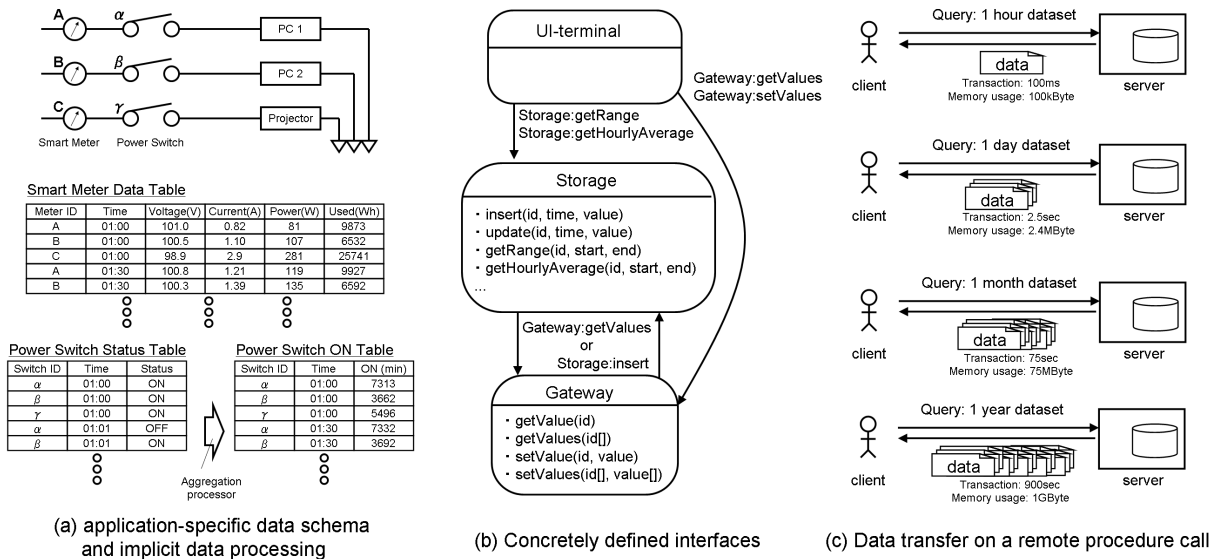 A
α
PC 1
B
β
PC 2
C
γ
Projector
Smart Meter
Power Switch
Smart Meter Data Table
Meter ID Time Voltage(V) Current(A) Power(W) Used(Wh)
A 01:00 101.0 0.82 81 9873
B 01:00 100.5 1.10 107 6532
C 01:00 98.9 2.9 281 25741
A 01:30 100.8 1.21 119 9927
B 01:30 100.3 1.39 135 6592
Power Switch Status Table
Switch ID Time Status
α 01:00 ON
β 01:00 ON
γ 01:00 ON
α 01:01 OFF
β 01:01 ON
Aggregation
processor
Power Switch ON Table
Switch ID Time ON (min)
α 01:00 7313
β 01:00 3662
γ 01:00 5496
α 01:30 7332
β 01:30 3692
(a) application-specific data schema
and implicit data processing
UI-terminal
Gateway:getValues
Gateway:setValues
Storage:getRange
Storage:getHourlyAverage
Storage
· insert(id, time, value)
· update(id, time, value)
· getRange(id, start, end)
· getHourlyAverage(id, start, end)
...
Gateway:getValues
or
Storage:insert
Gateway
· getValue(id)
· getValues(id[])
· setValue(id, value)
· setValues(id[], value[])
(b) Concretely defined interfaces
Query: 1 hour dataset
data
Transaction: 100ms
Memory usage: 100kByte
client
server
Query: 1 day dataset
data
Transaction: 2.5sec
Memory usage: 2.4MByte
client
server
Query: 1 month dataset
data
Transaction: 75sec
Memory usage: 75MByte
client
server
Query: 1 year dataset
data
Transaction: 900sec
Memory usage: 1GByte
client
server
(c) Data transfer on a remote procedure call